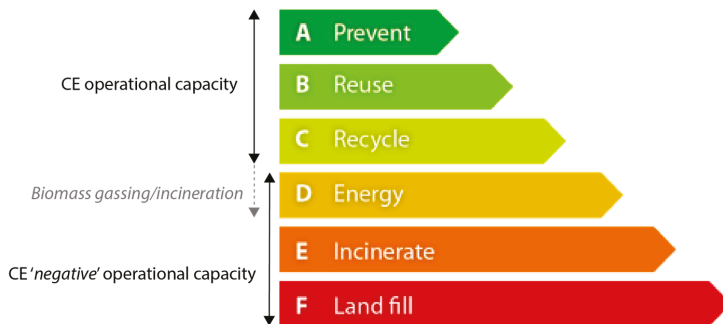 A Prevent
CE operational capacity
B Reuse
C Recycle
Biomass gassing/incineration
D Energy
E Incinerate
CE 'negative' operational capacity
F Land fill